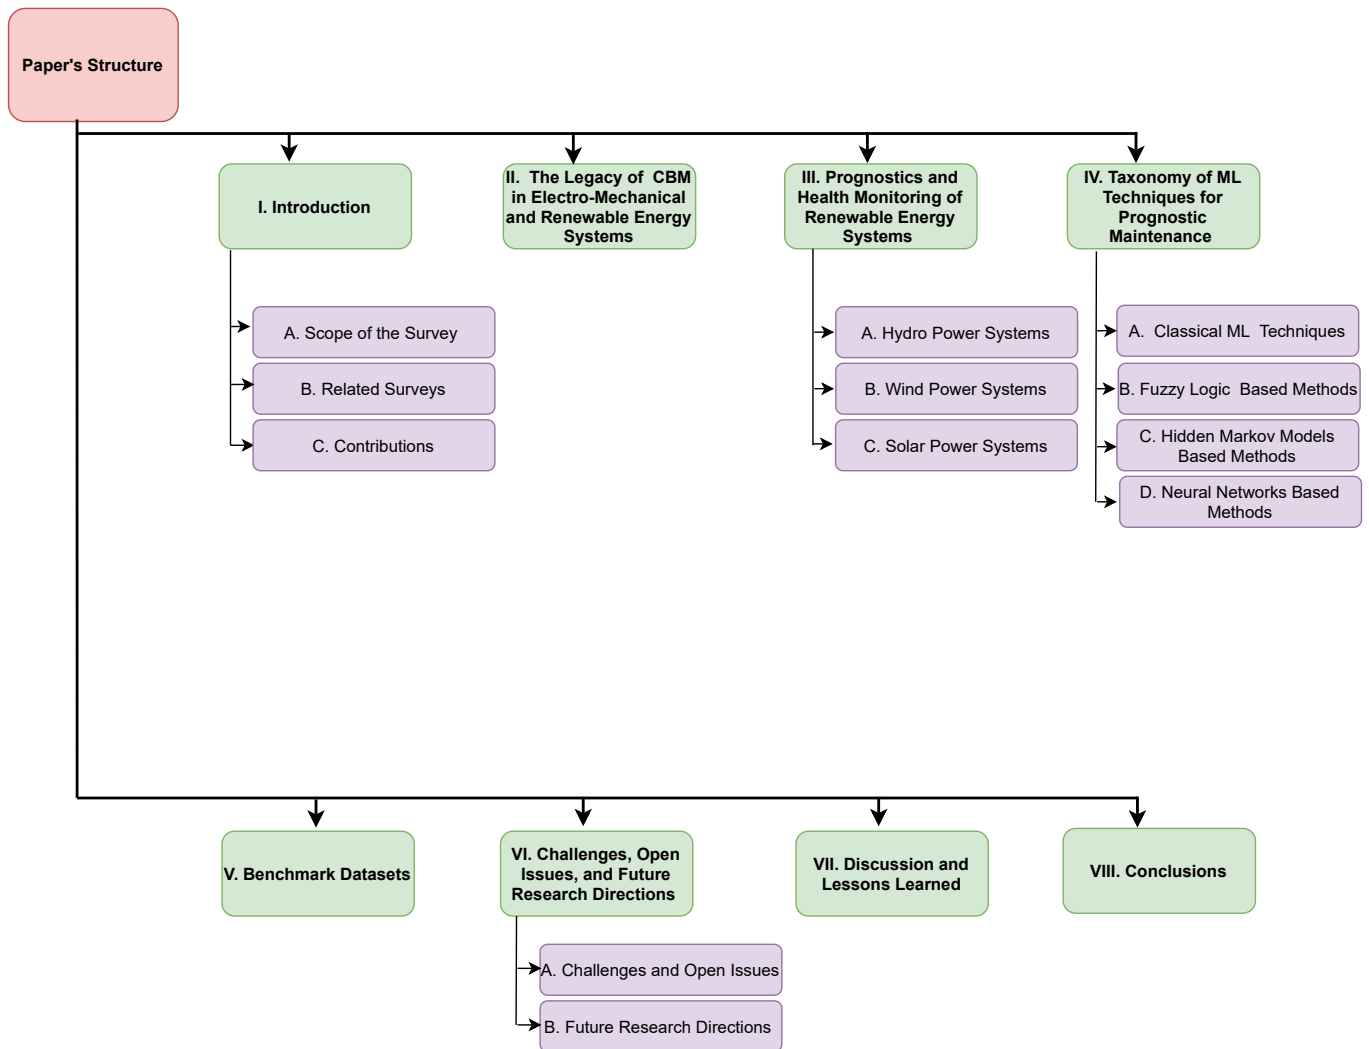 Paper's Structure
I. Introduction
II. The Legacy of CBM
in Electro-Mechanical
and Renewable Energy
Systems
III. Prognostics and
Health Monitoring of
Renewable Energy
Systems
IV. Taxonomy of ML
Techniques for
Prognostic
Maintenance
A. Scope of the Survey
B. Related Surveys
C. Contributions
A. Hydro Power Systems
B. Wind Power Systems
C. Solar Power Systems
A. Classical ML Techniques
B. Fuzzy Logic Based Methods
C. Hidden Markov Models
Based Methods
D. Neural Networks Based
Methods
V. Benchmark Datasets
VI. Challenges, Open
Issues, and Future
Research Directions
VII. Discussion and
Lessons Learned
VIII. Conclusions
A. Challenges and Open Issues
B. Future Research Directions